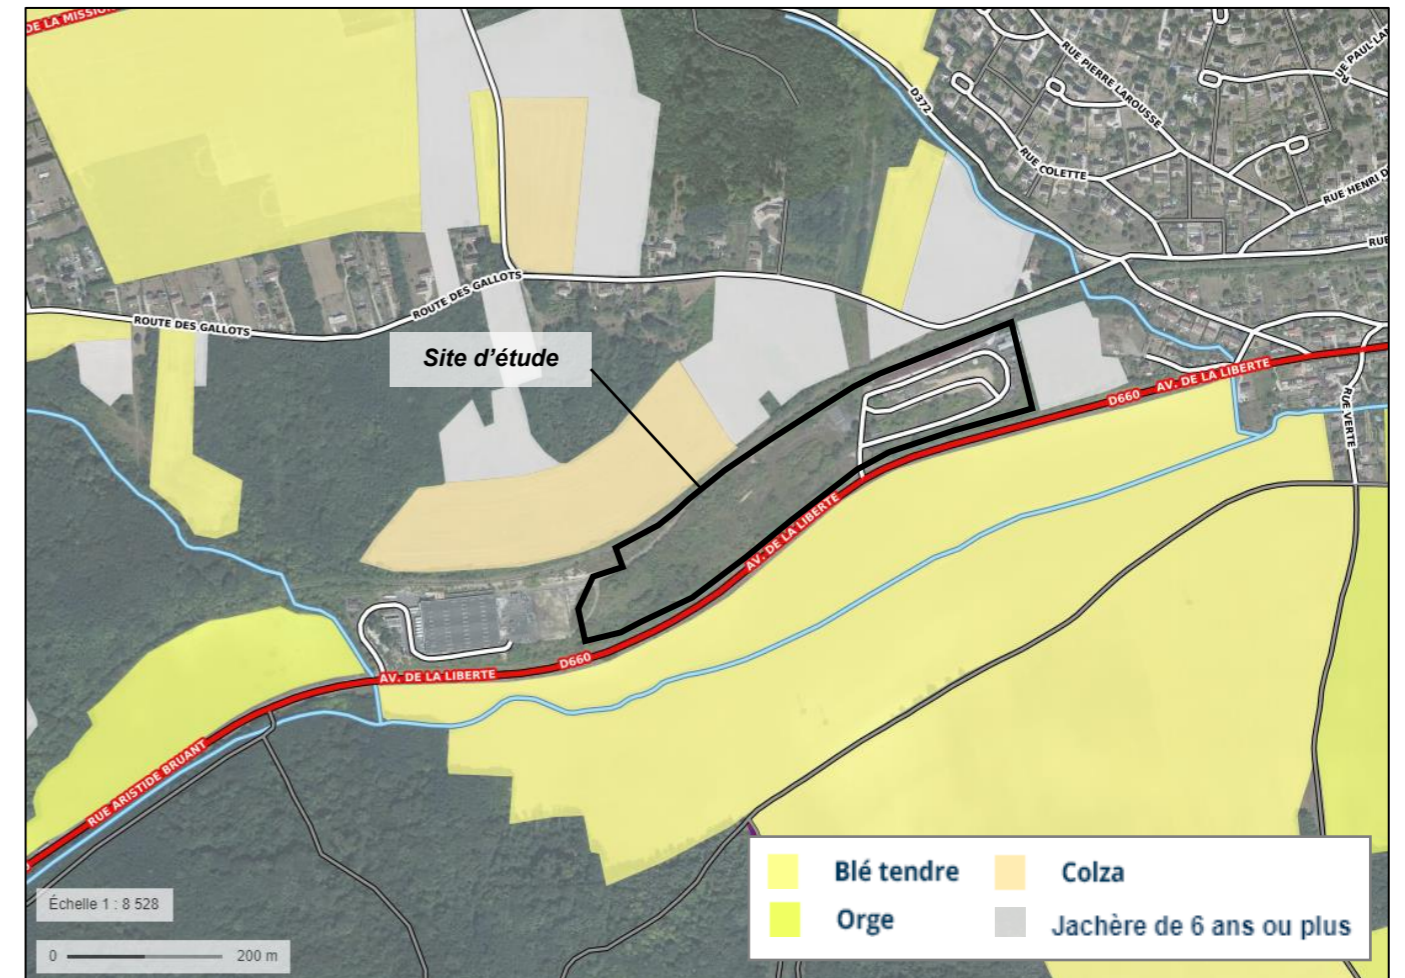 DE LA MISSION
D372
RUE PIERRE LAROUSSE
RUE PAUL-LA
RUE COLETTE
RUE HENRI D
RUE
ROUTE DES GALLOTS
ROUTE DES GALLOTS
Site d'étude
D660
AV. DE LA LIBERTE
RUE VERTE
AV. DE LA LIBERTE
D660
AV. DE LA LIBERTE
RUE ARISTIDE BRUANT
Blé tendre
Colza
Orge
Jachère de 6 ans ou plus
Échelle 1 : 8 528
0 200 m